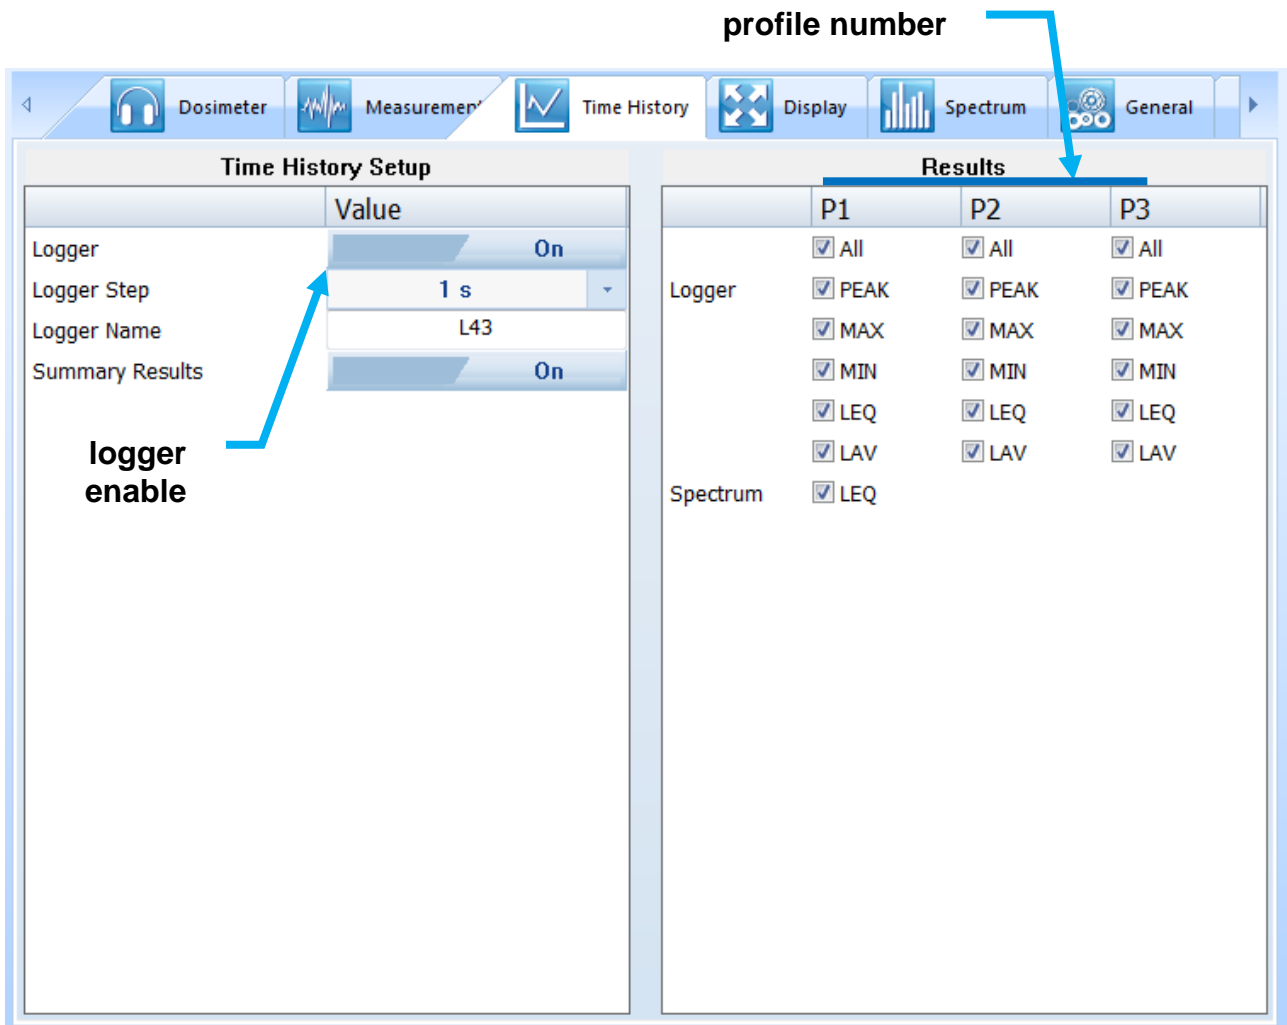 profile number
Dosimeter
Measuremen
Time History
Display
Spectrum
General
Time History Setup
Value
Logger On
Logger Step 1 s
Logger Name L43
Summary Results On
logger
enable
Results
P1 P2 P3
All All All
Logger PEAK PEAK PEAK
MAX MAX MAX
MIN MIN MIN
LEQ LEQ LEQ
LAV LAV LAV
Spectrum LEQ